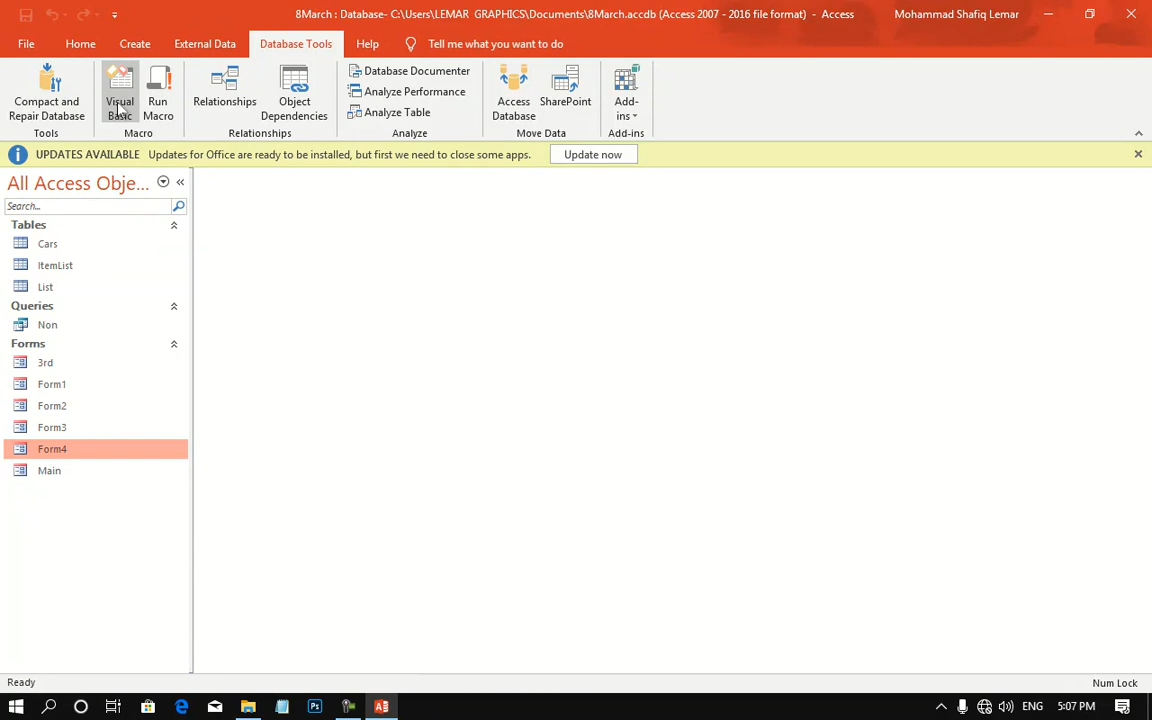 8March : Database- C:\Users\LEMAR  GRAPHICS\Documents\8March.accdb (Access 2007 - 2016 file format)  -  Access
Mohammad Shafiq Lemar
File
Home
Create
External Data
Database Tools
Help
Tell me what you want to do
Compact and
Repair Database
Visual
Basic
Run
Macro
Relationships
Object
Dependencies
Database Documenter
Analyze Performance
Analyze Table
Access
Database
SharePoint
Add-
ins
Tools
Macro
Relationships
Analyze
Move Data
Add-ins
UPDATES AVAILABLE
Updates for Office are ready to be installed, but first we need to close some apps.
Update now
All Access Obje...
Search...
Tables
Cars
ItemList
List
Queries
Non
Forms
3rd
Form1
Form2
Form3
Form4
Main
Ready
Num Lock
Ps
ENG
5:07 PM